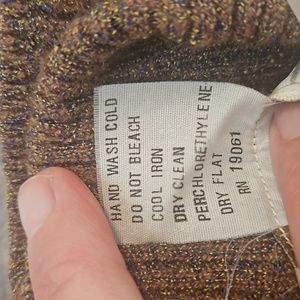 HAND WASH COLD
DO NOT BLEACH
COOL IRON
DRY CLEAN
PERCHLORETHYLENE
DRY FLAT
RN 19061